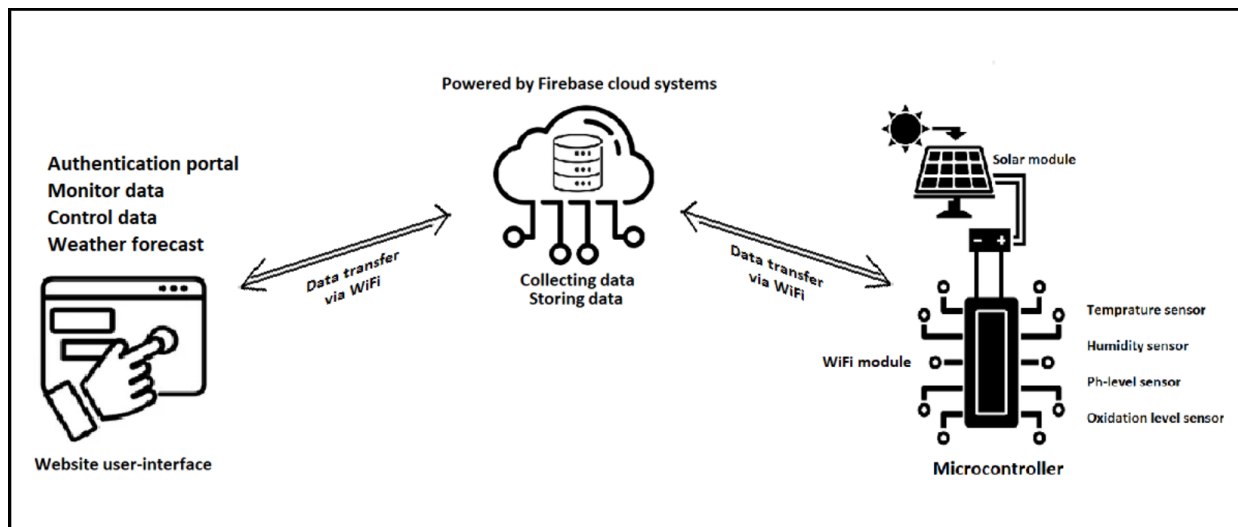 Powered by Firebase cloud systems
Authentication portal
Monitor data
Control data
Weather forecast
Website user-interface
Data transfer
via WiFi
Collecting data
Storing data
Data transfer
via WiFi
Solar module
- +
WiFi module
Temprature sensor
Humidity sensor
Ph-level sensor
Oxidation level sensor
Microcontroller